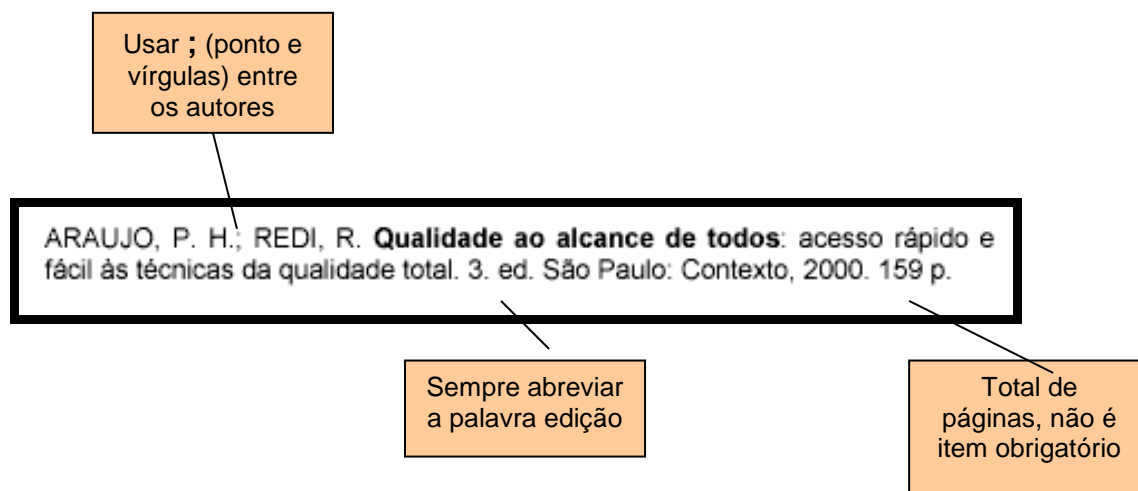 Usar ; (ponto e
vírgulas) entre
os autores
ARAUJO, P. H.; REDI, R. Qualidade ao alcance de todos: acesso rápido e
fácil às técnicas da qualidade total. 3. ed. São Paulo: Contexto, 2000. 159 p.
Sempre abreviar
a palavra edição
Total de
páginas, não é
item obrigatório